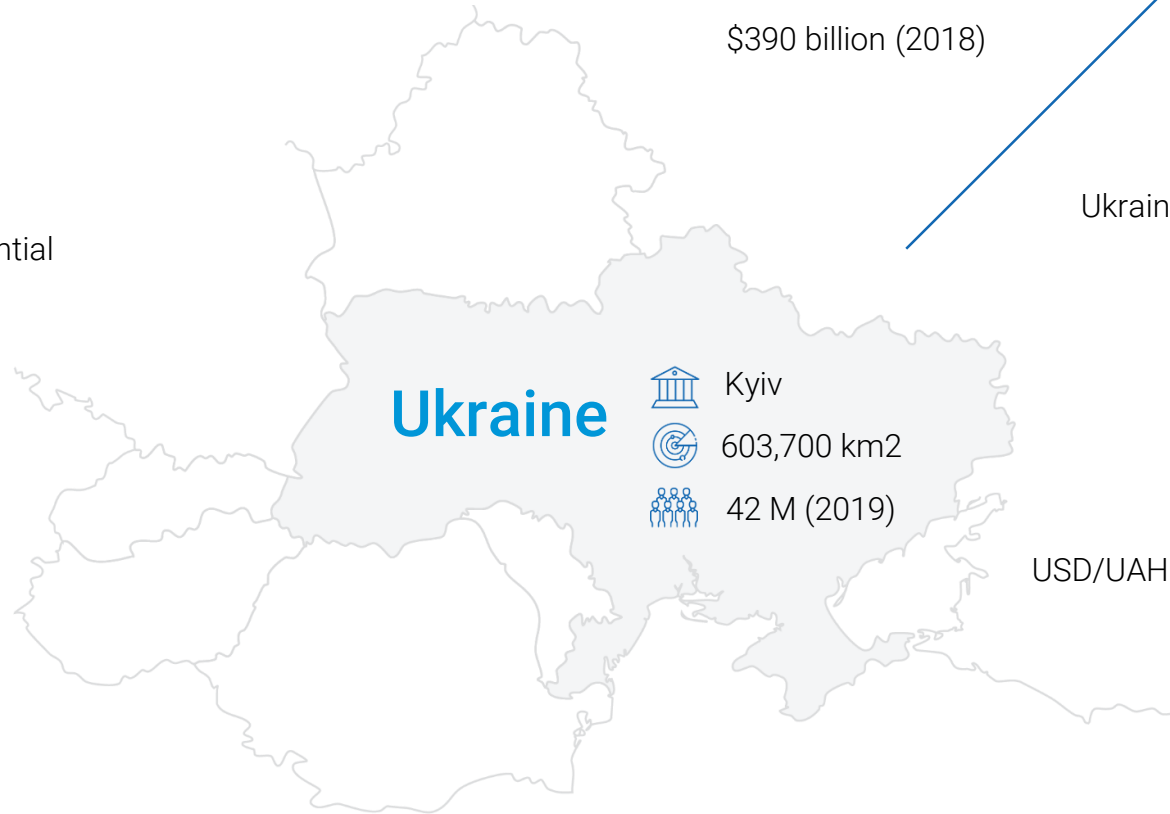 $390 billion (2018)
Ukrain
ntial
Ukraine
Kyiv
603,700 km2
42 M (2019)
USD/UAH